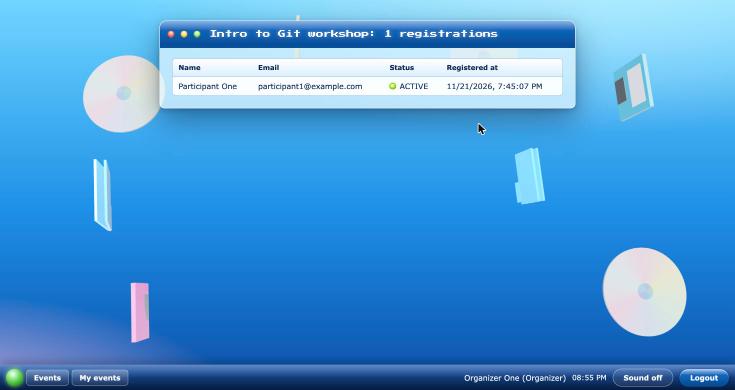 Intro to Git workshop: 1 registrations
Name Email Status Registered at
Participant One participant1@example.com ACTIVE 11/21/2026, 7:45:07 PM
Events My events Organizer One (Organizer) 08:55 PM Sound off Logout